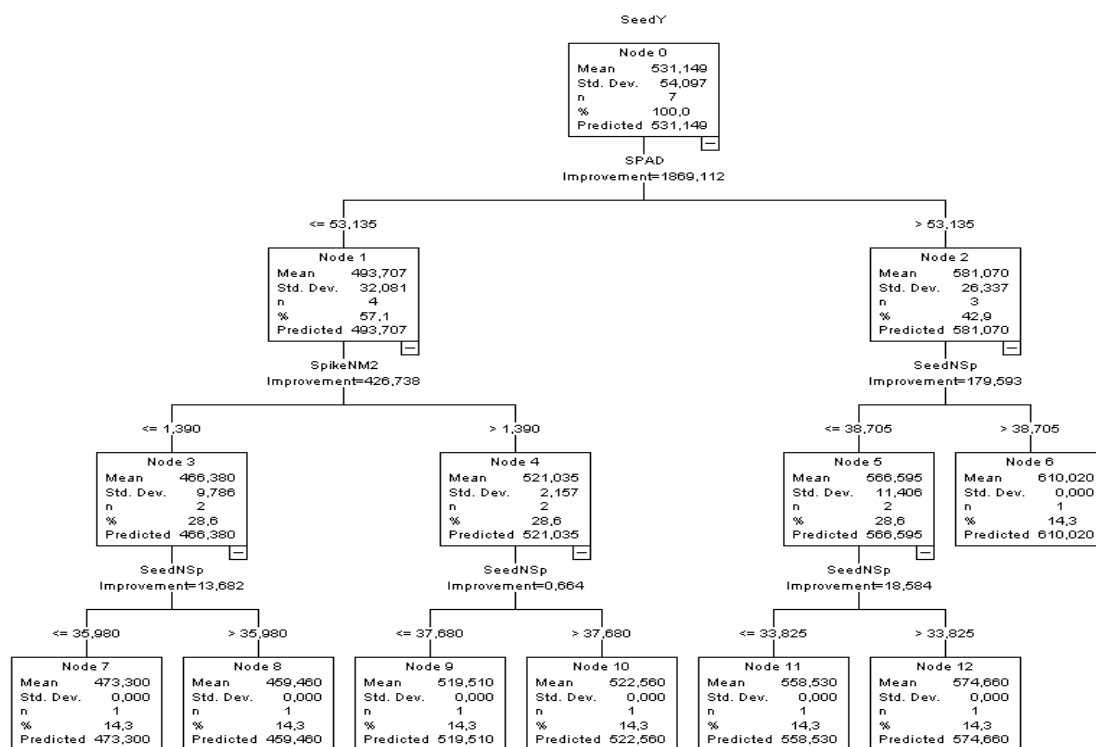 SeedY
Node 0
Mean 531,149
Std. Dev. 54,097
n 7
% 100,0
Predicted 531,149
SPAD
Improvement=1869,112
<= 53,135
> 53,135
Node 1
Mean 493,707
Std. Dev. 32,081
n 4
% 57,1
Predicted 493,707
Node 2
Mean 581,070
Std. Dev. 26,337
n 3
% 42,9
Predicted 581,070
SpikeNM2
Improvement=426,738
SeedNSp
Improvement=179,593
<= 1,390
> 1,390
<= 38,705
> 38,705
Node 3
Mean 466,380
Std. Dev. 9,786
n 2
% 28,6
Predicted 466,380
Node 4
Mean 521,035
Std. Dev. 2,157
n 2
% 28,6
Predicted 521,035
Node 5
Mean 566,595
Std. Dev. 11,406
n 2
% 28,6
Predicted 566,595
Node 6
Mean 610,020
Std. Dev. 0,000
n 1
% 14,3
Predicted 610,020
SeedNSp
Improvement=13,682
SeedNSp
Improvement=0,664
SeedNSp
Improvement=18,584
<= 35,980
> 35,980
<= 37,680
> 37,680
<= 33,825
> 33,825
Node 7
Mean 473,300
Std. Dev. 0,000
n 1
% 14,3
Predicted 473,300
Node 8
Mean 459,460
Std. Dev. 0,000
n 1
% 14,3
Predicted 459,460
Node 9
Mean 519,510
Std. Dev. 0,000
n 1
% 14,3
Predicted 519,510
Node 10
Mean 522,560
Std. Dev. 0,000
n 1
% 14,3
Predicted 522,560
Node 11
Mean 558,530
Std. Dev. 0,000
n 1
% 14,3
Predicted 558,530
Node 12
Mean 574,660
Std. Dev. 0,000
n 1
% 14,3
Predicted 574,660